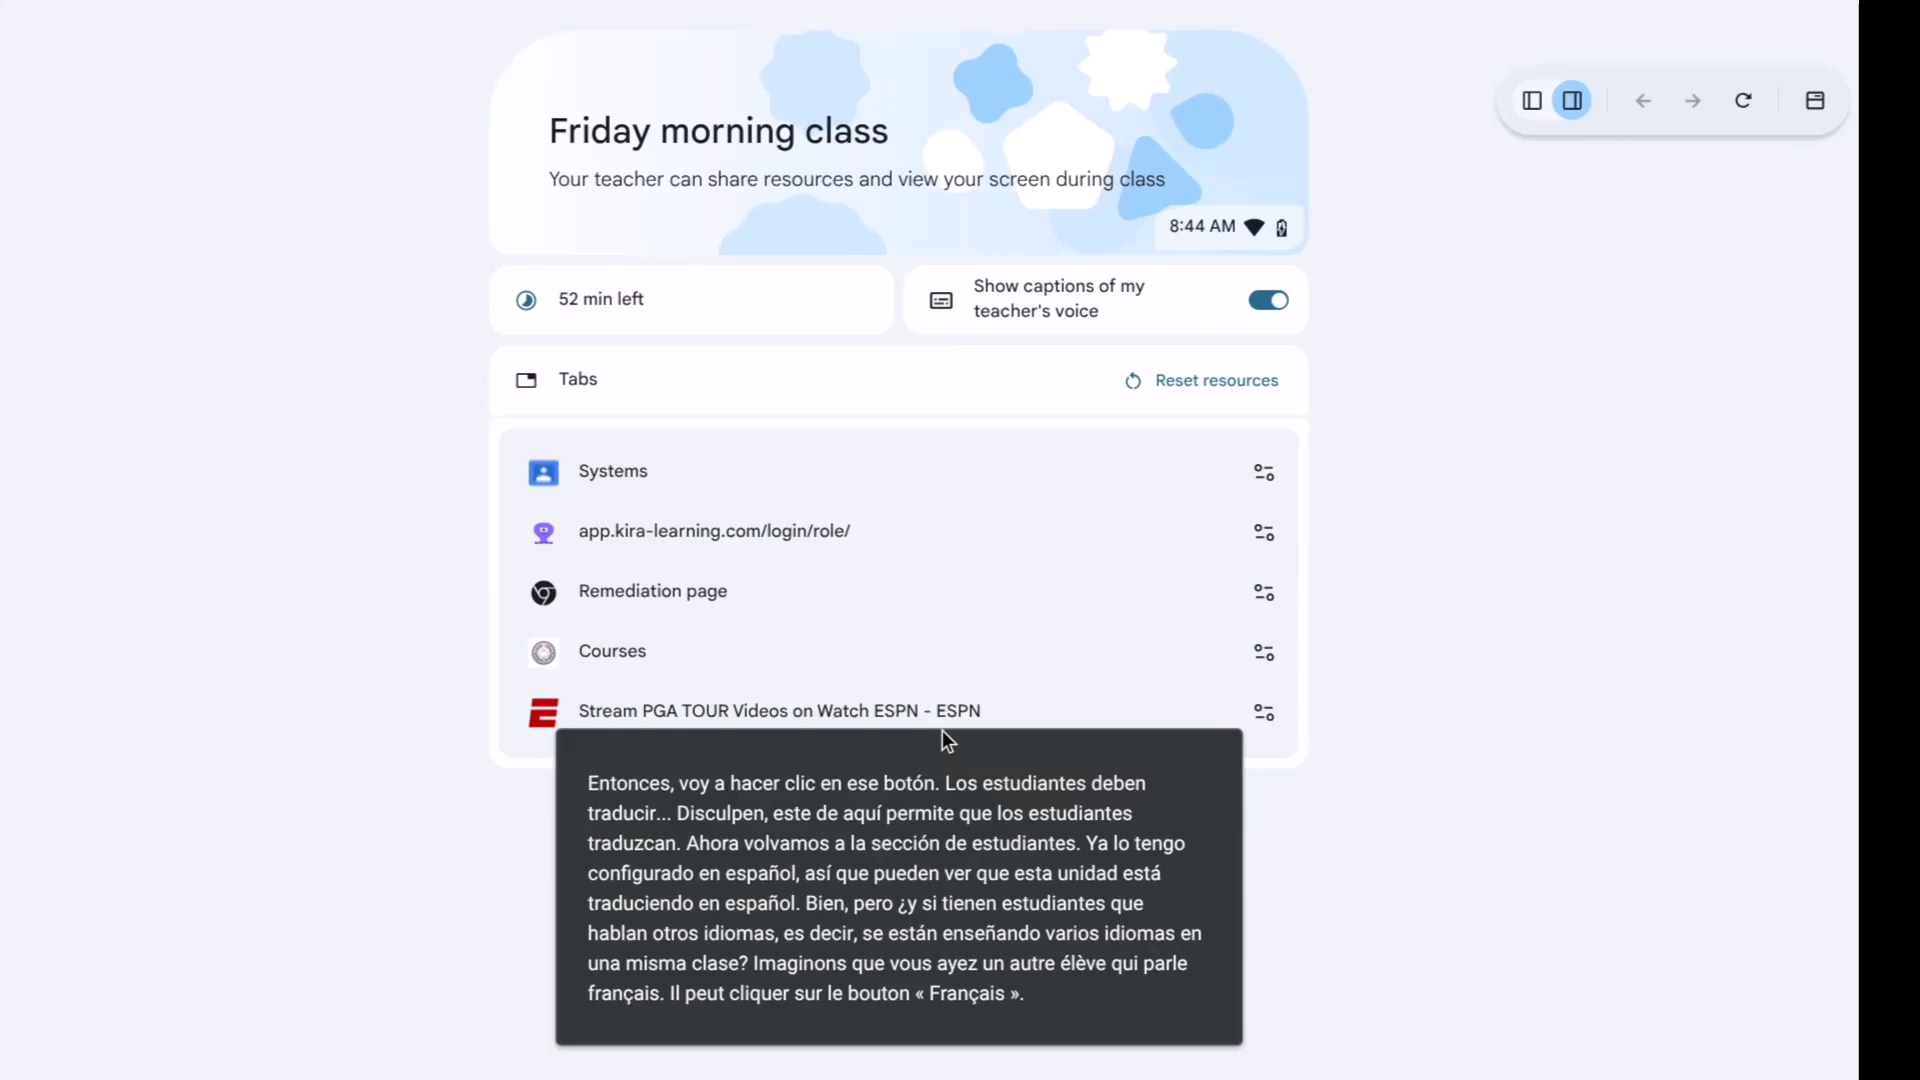 Friday morning class
Your teacher can share resources and view your screen during class
8:44 AM
52 min left
Show captions of my
teacher's voice
Tabs
Reset resources
Systems
app.kira-learning.com/login/role/
Remediation page
Courses
Stream PGA TOUR Videos on Watch ESPN - ESPN
Entonces, voy a hacer clic en ese botón. Los estudiantes deben
traducir... Disculpen, este de aquí permite que los estudiantes
traduzcan. Ahora volvamos a la sección de estudiantes. Ya lo tengo
configurado en español, así que pueden ver que esta unidad está
traduciendo en español. Bien, pero ¿y si tienen estudiantes que
hablan otros idiomas, es decir, se están enseñando varios idiomas en
una misma clase? Imaginons que vous ayez un autre élève qui parle
français. Il peut cliquer sur le bouton « Français ».